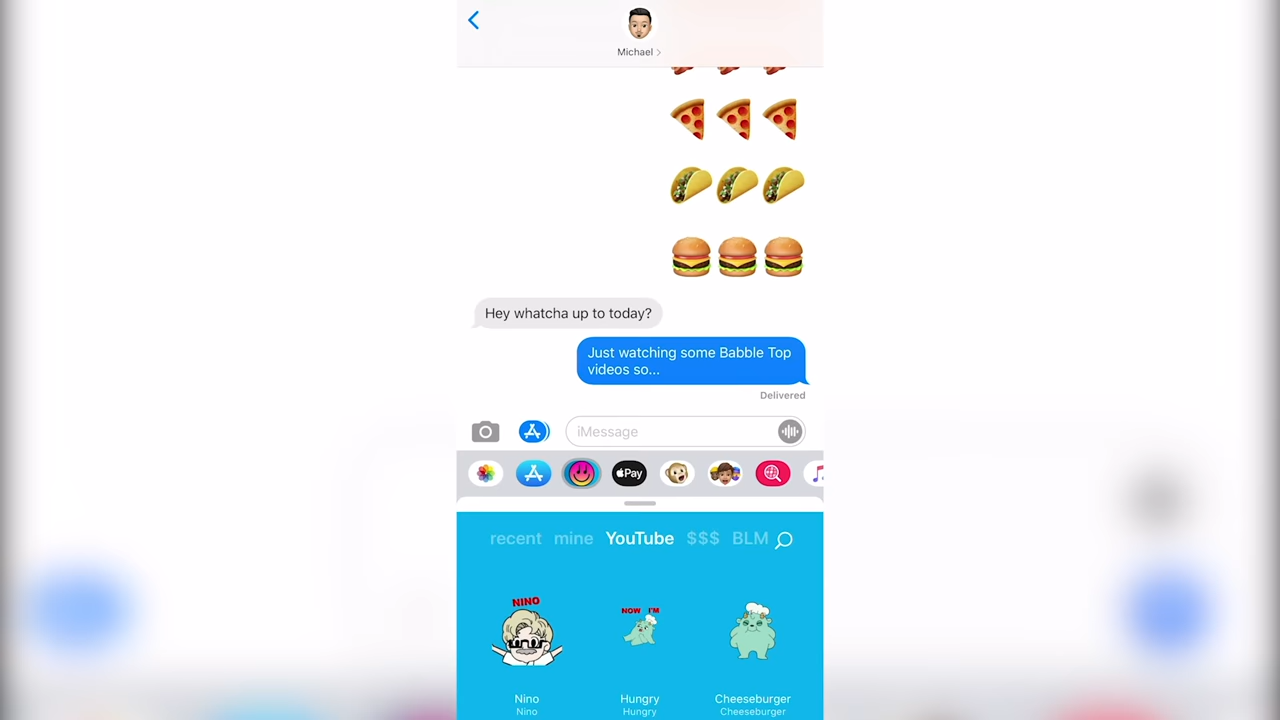 Michael
Hey whatcha up to today?
Just watching some Babble Top
videos so...
Delivered
iMessage
Pay
recent mine YouTube $$$ BLM
NINO
NOW I'M
Nino
Nino
Hungry
Hungry
Cheeseburger
Cheeseburger